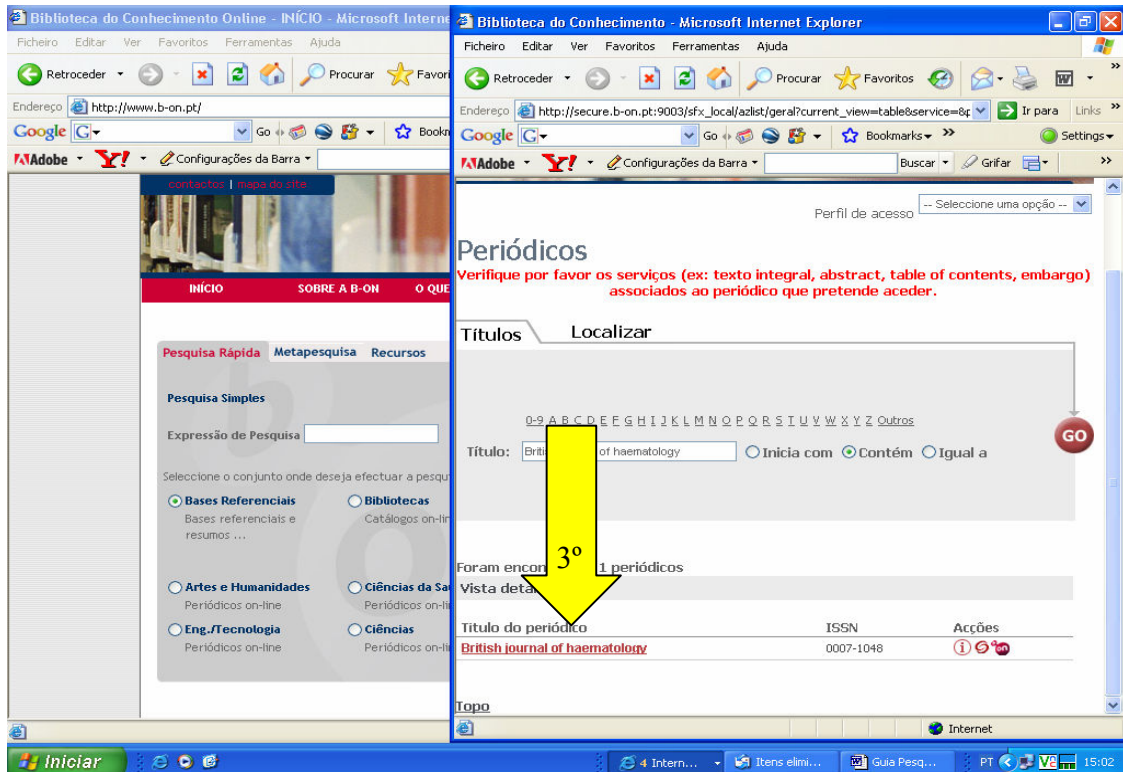 Biblioteca do Conhecimento Online - INÍCIO - Microsoft Interne
Ficheiro Editar Ver Favoritos Ferramentas Ajuda
Retroceder Procurar Favori
Endereço http://www.b-on.pt/
Google G Go Bookn
Adobe Y! Configurações da Barra
contactos | mapa do site
INÍCIO SOBRE A B-ON O QUE
Pesquisa Rápida Metapesquisa Recursos
Pesquisa Simples
Expressão de Pesquisa
Seleccione o conjunto onde deseja efectuar a pesqu
Bases Referenciais Bibliotecas
Bases referenciais e Catálogos on-lin
resumos ...
Artes e Humanidades Ciências da Sa
Periódicos on-line Periódicos on-li
Eng./Tecnologia Ciências
Periódicos on-line Periódicos on-li
Biblioteca do Conhecimento - Microsoft Internet Explorer
Ficheiro Editar Ver Favoritos Ferramentas Ajuda
Retroceder Procurar Favoritos
Endereço http://secure.b-on.pt:9003/sfx_local/azlist/geral?current_view=table&service=&p Ir para Links
Google G Go Bookmarks Settings
Adobe Y! Configurações da Barra Buscar Grifar
Perfil de acesso -- Seleccione uma opção --
Periódicos
Verifique por favor os serviços (ex: texto integral, abstract, table of contents, embargo)
associados ao periódico que pretende aceder.
Títulos Localizar
0-9 A B C D E F G H I J K L M N O P Q R S T U V W X Y Z Outros
Título: Briti of haematology Inicia com Contém Igual a GO
3º
Foram encon 1 periódicos
Vista deta
Titulo do periódico ISSN Acções
British journal of haematology 0007-1048 i on
Topo
Internet
Iniciar 4 Intern... Itens elimi... Guia Pesq... PT 15:02